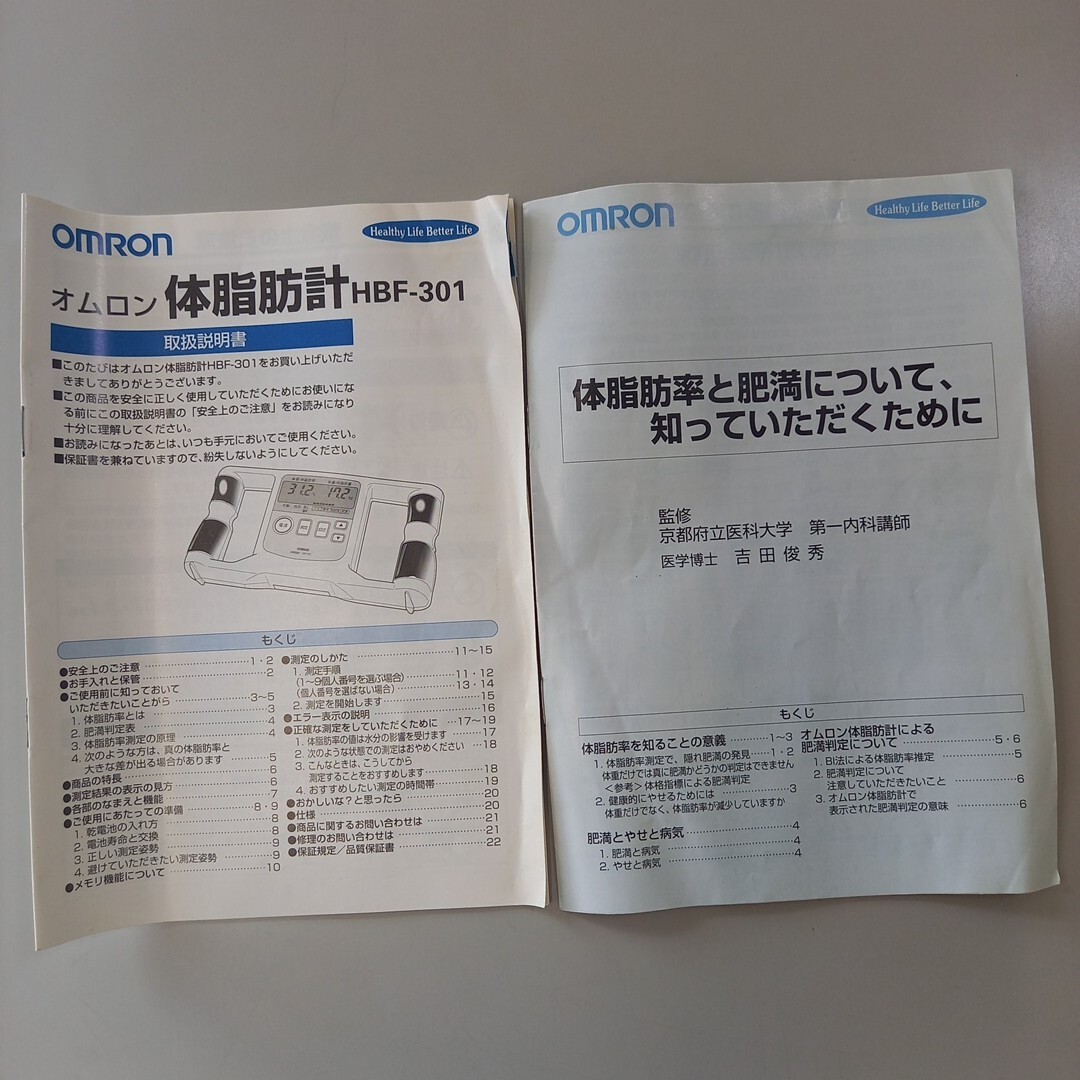 OMRON
Healthy Life Better Life
オムロン 体脂肪計HBF-301
取扱説明書
■このたびはオムロン体脂肪計HBF-301をお買い上げいただ
きましてありがとうございます。
■この商品を安全に正しく使用していただくためにお使いにな
る前にこの取扱説明書の「安全上のご注意」をお読みになり
十分に理解してください。
■お読みになったあとは、いつも手元においてご使用ください。
■保証書を兼ねていますので、紛失しないようにしてください。
31.2 17.2
もくじ
●安全上のご注意 1・2
●お手入れと保管 2
●ご使用前に知っておいて
いただきたいことがら 3〜5
1. 体脂肪率とは 3
2. 肥満判定表 4
3. 体脂肪率測定の原理 4
4. 次のような方は、真の体脂肪率と
大きな差が出る場合があります 5
●商品の特長 6
●測定結果の表示の見方 6
●各部のなまえと機能 7
●ご使用にあたっての準備 8・9
1. 乾電池の入れ方 8
2. 電池寿命と交換 8
3. 正しい測定姿勢 9
4. 避けていただきたい測定姿勢 9
●メモリ機能について 10
●測定のしかた 11〜15
1. 測定手順
(1〜9個人番号を選ぶ場合) 11・12
(個人番号を選ばない場合) 13・14
2. 測定を開始します 15
●エラー表示の説明 16
●正確な測定をしていただくために 17〜19
1. 体脂肪率の値は水分の影響を受けます 17
2. 次のような状態での測定はおやめください 18
3. こんなときは、こうしてから
測定することをおすすめします 18
4. おすすめしたい測定の時間帯 19
●おかしいな?と思ったら 20
●仕様 20
●商品に関するお問い合わせは 21
●修理のお問い合わせは 21
●保証規定/品質保証書 22
OMRON
Healthy Life Better Life
体脂肪率と肥満について、
知っていただくために
監修
京都府立医科大学 第一内科講師
医学博士 吉田俊秀
もくじ
体脂肪率を知ることの意義 1〜3
1. 体脂肪率測定で、隠れ肥満の発見 1・2
体重だけでは真に肥満かどうかの判定はできません
<参考>体格指標による肥満判定
2. 健康的にやせるためには 3
体重だけでなく、体脂肪率が減少していますか
肥満とやせと病気 4
1. 肥満と病気 4
2. やせと病気 4
オムロン体脂肪計による
肥満判定について 5・6
1. BI法による体脂肪率推定 5
2. 肥満判定について
注意していただきたいこと 6
3. オムロン体脂肪計で
表示された肥満判定の意味 6